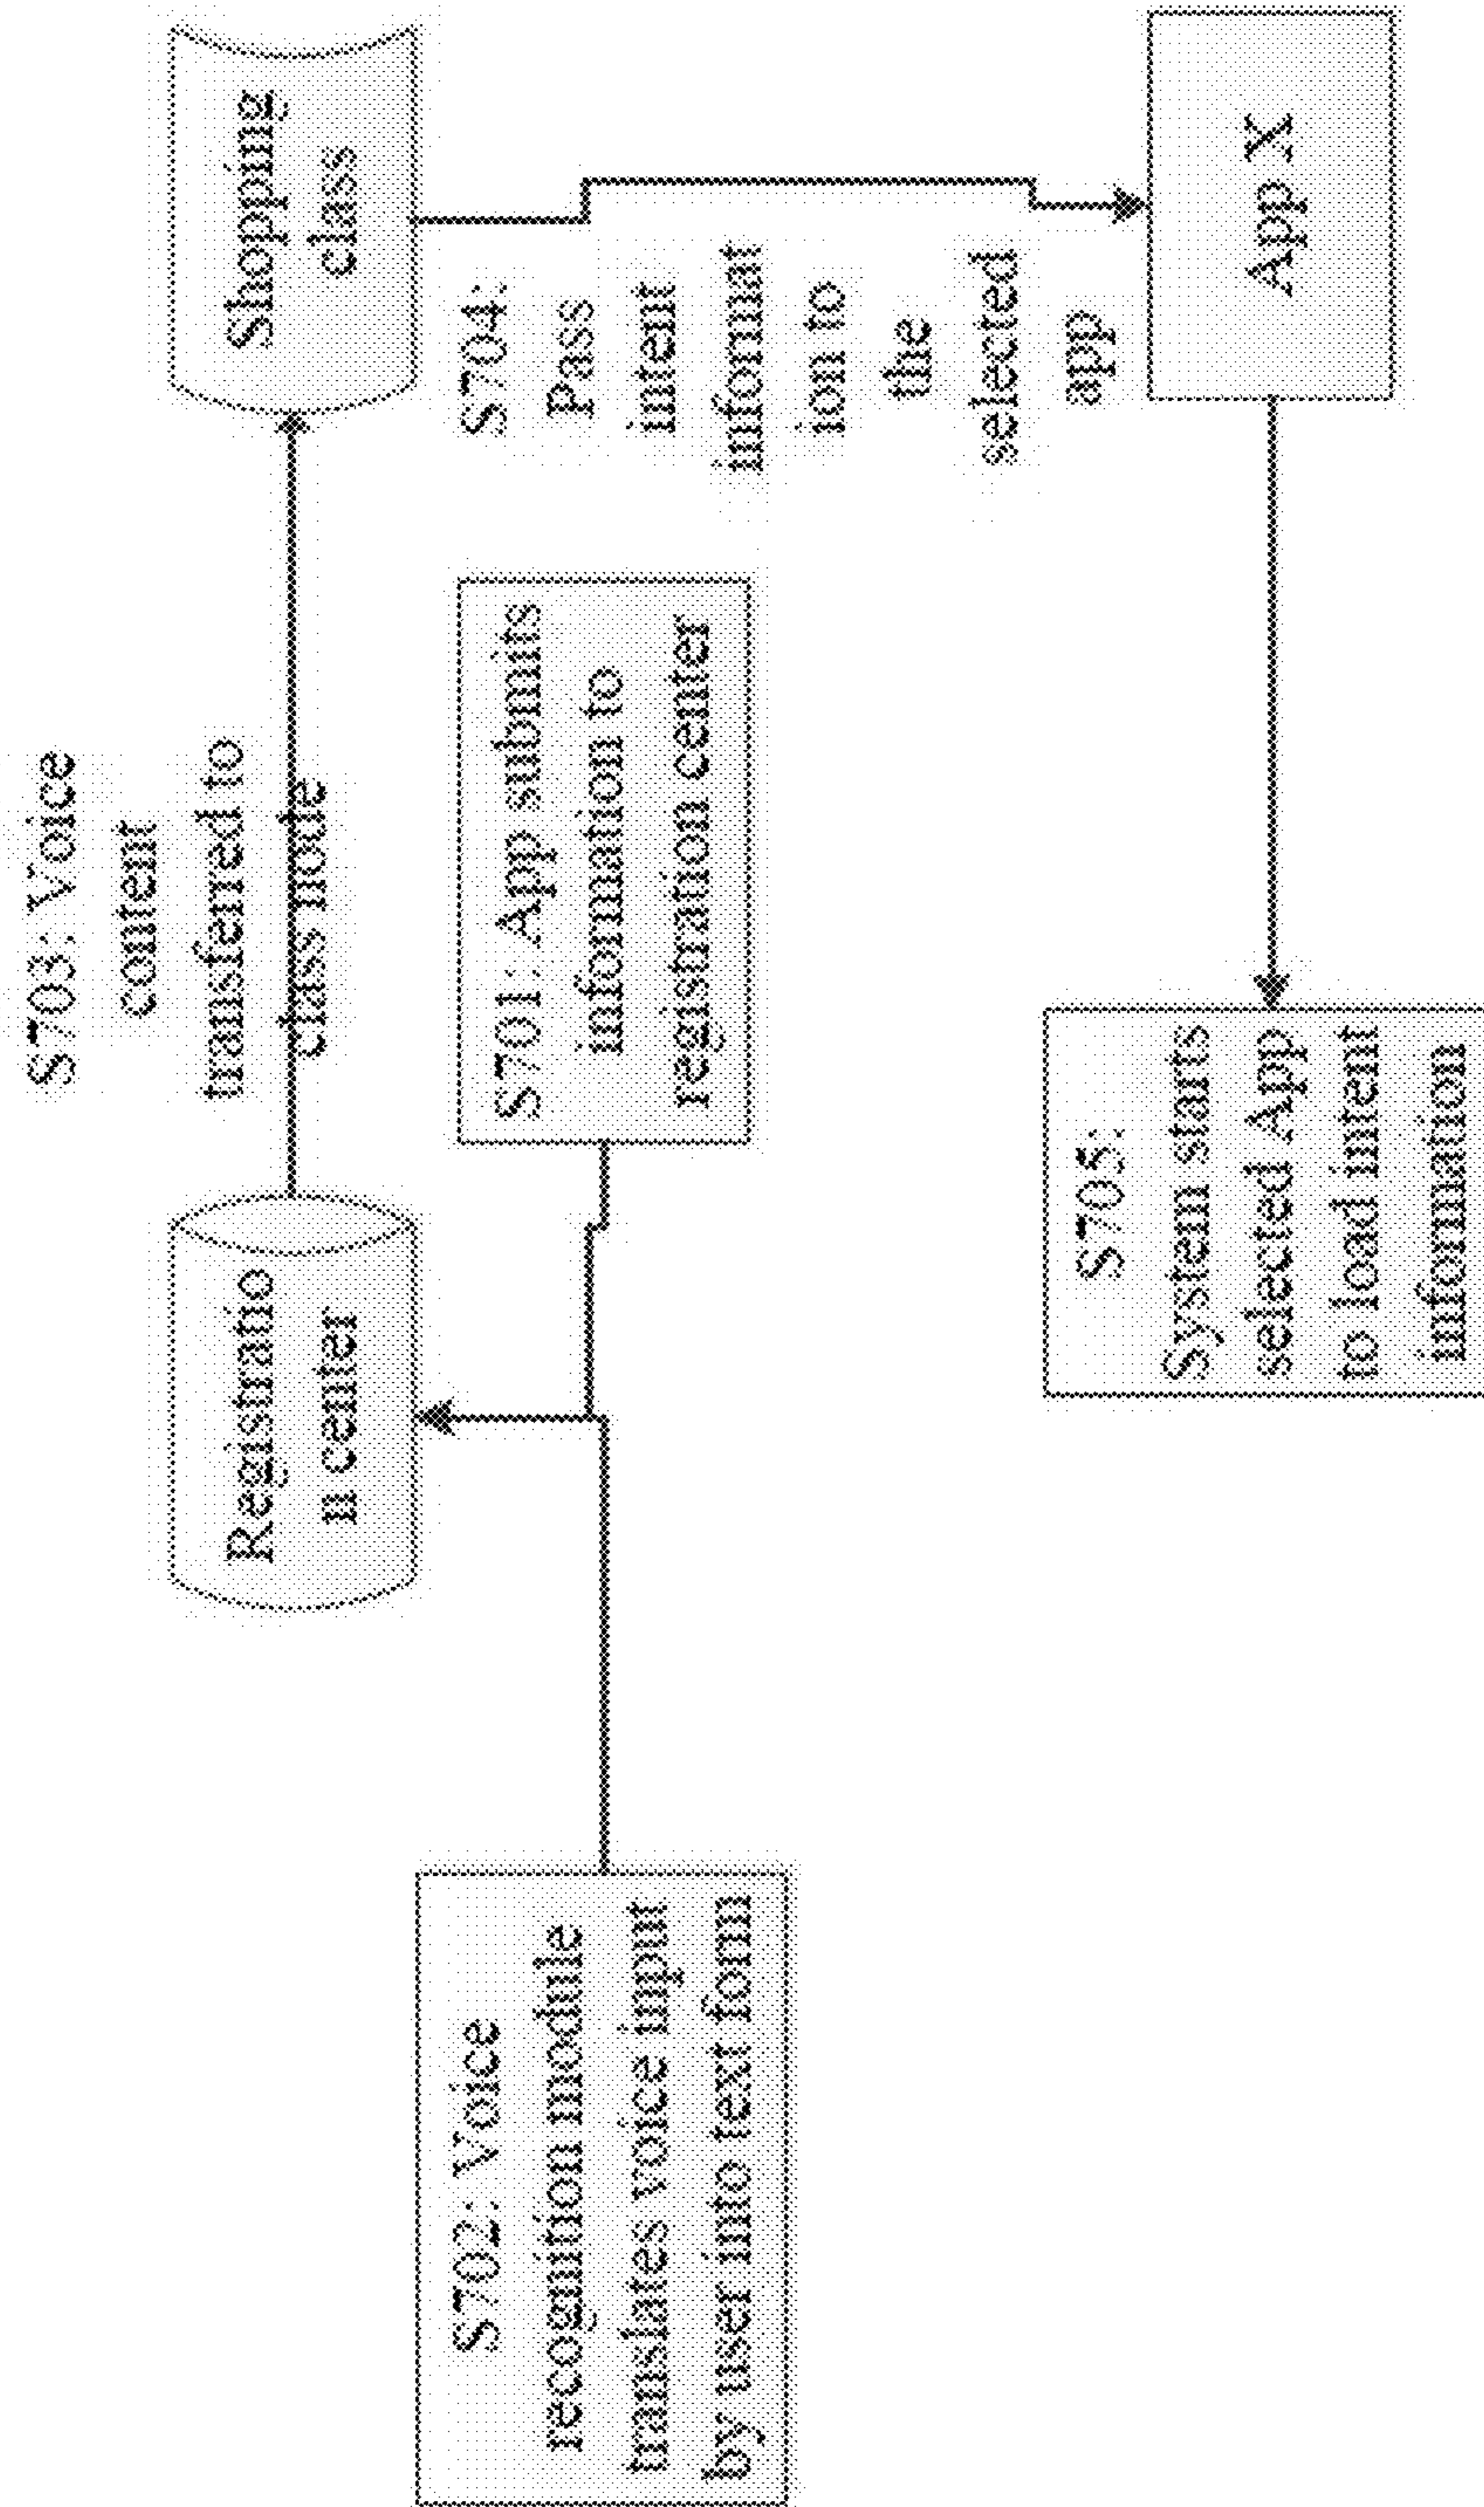 S703: Voice
content
transferred to
class node
Registratio
n center
Shopping
class
S702: Voice
recognition module
translates voice input
by user into text form
S701: App submits
information to
registration center
S704:
Pass
intent
informat
ion to
the
selected
app
S705:
System starts
selected App
to load intent
information
App X